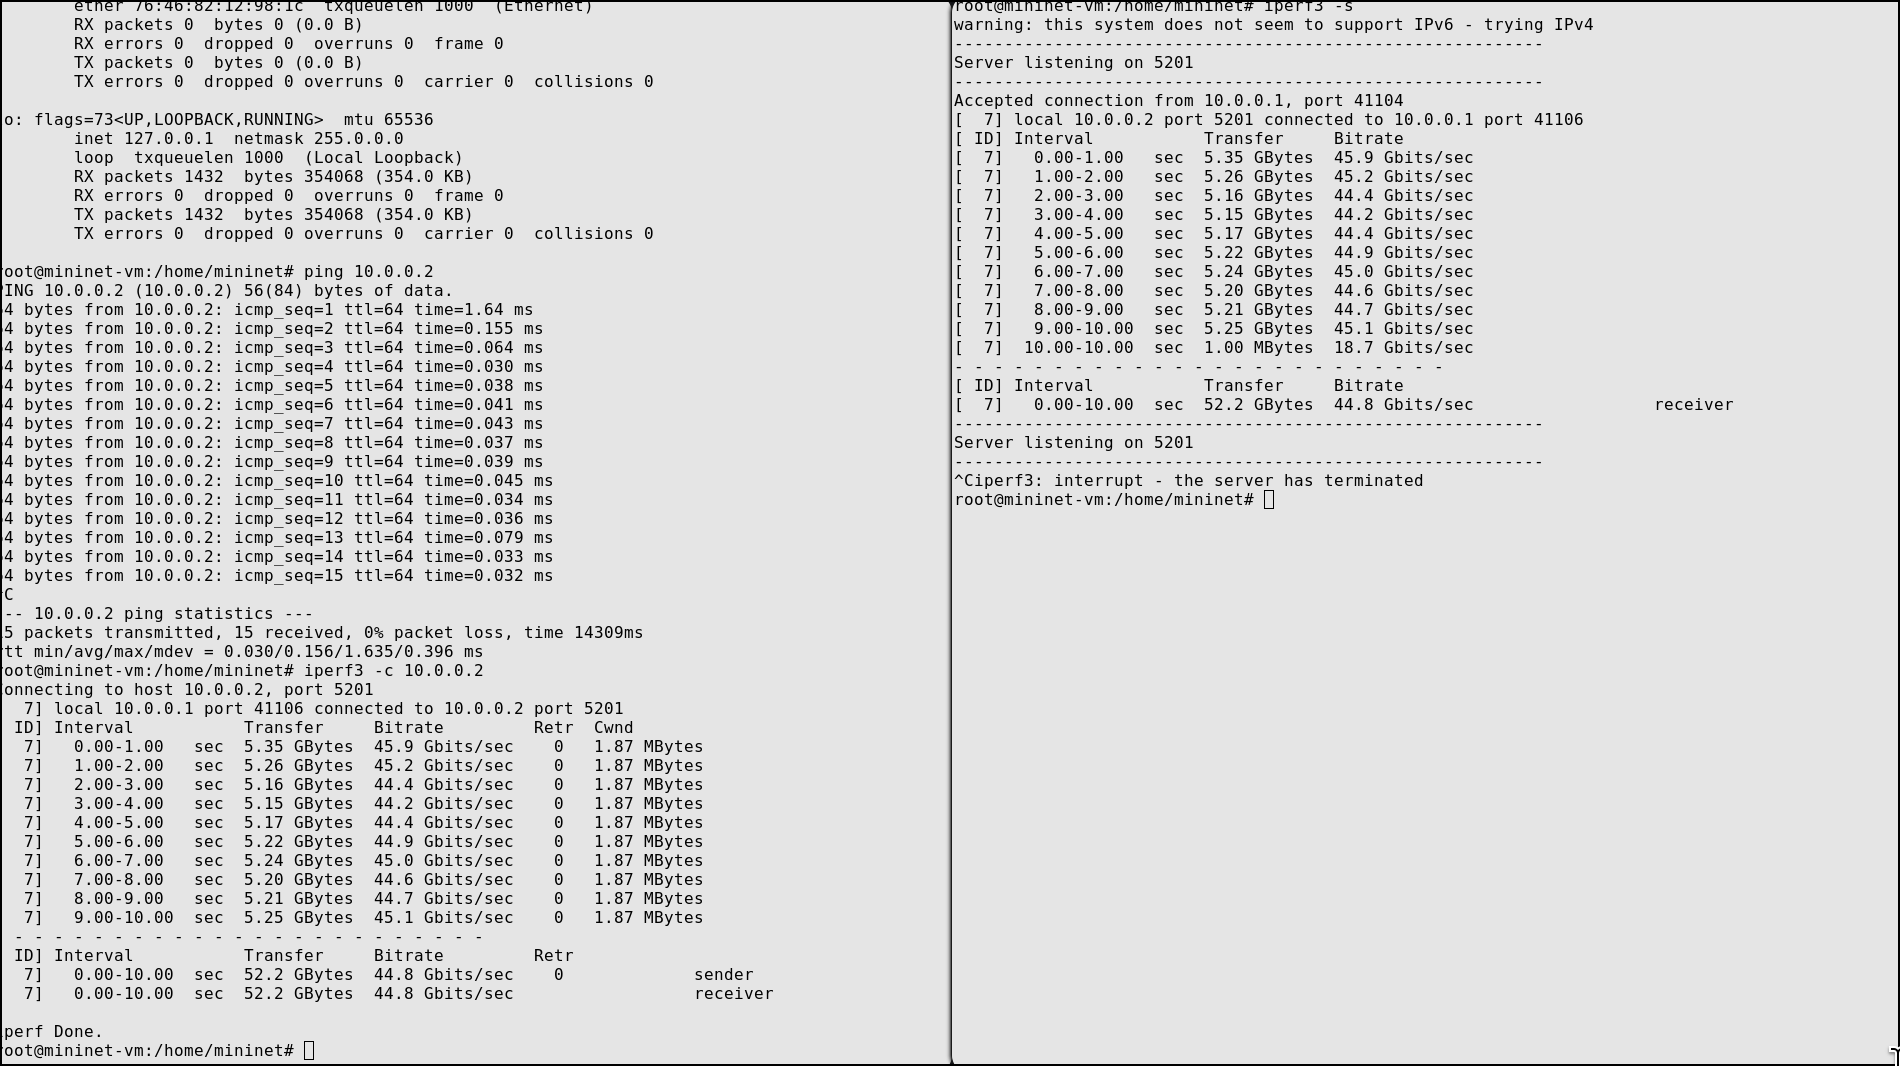 ether 76:46:82:12:98:1c  txqueuelen 1000  (Ethernet)
RX packets 0  bytes 0 (0.0 B)
RX errors 0  dropped 0  overruns 0  frame 0
TX packets 0  bytes 0 (0.0 B)
TX errors 0  dropped 0 overruns 0  carrier 0  collisions 0
o: flags=73<UP,LOOPBACK,RUNNING>  mtu 65536
inet 127.0.0.1  netmask 255.0.0.0
loop  txqueuelen 1000  (Local Loopback)
RX packets 1432  bytes 354068 (354.0 KB)
RX errors 0  dropped 0  overruns 0  frame 0
TX packets 1432  bytes 354068 (354.0 KB)
TX errors 0  dropped 0 overruns 0  carrier 0  collisions 0
root@mininet-vm:/home/mininet# ping 10.0.0.2
PING 10.0.0.2 (10.0.0.2) 56(84) bytes of data.
64 bytes from 10.0.0.2: icmp_seq=1 ttl=64 time=1.64 ms
64 bytes from 10.0.0.2: icmp_seq=2 ttl=64 time=0.155 ms
64 bytes from 10.0.0.2: icmp_seq=3 ttl=64 time=0.064 ms
64 bytes from 10.0.0.2: icmp_seq=4 ttl=64 time=0.030 ms
64 bytes from 10.0.0.2: icmp_seq=5 ttl=64 time=0.038 ms
64 bytes from 10.0.0.2: icmp_seq=6 ttl=64 time=0.041 ms
64 bytes from 10.0.0.2: icmp_seq=7 ttl=64 time=0.043 ms
64 bytes from 10.0.0.2: icmp_seq=8 ttl=64 time=0.037 ms
64 bytes from 10.0.0.2: icmp_seq=9 ttl=64 time=0.039 ms
64 bytes from 10.0.0.2: icmp_seq=10 ttl=64 time=0.045 ms
64 bytes from 10.0.0.2: icmp_seq=11 ttl=64 time=0.034 ms
64 bytes from 10.0.0.2: icmp_seq=12 ttl=64 time=0.036 ms
64 bytes from 10.0.0.2: icmp_seq=13 ttl=64 time=0.079 ms
64 bytes from 10.0.0.2: icmp_seq=14 ttl=64 time=0.033 ms
64 bytes from 10.0.0.2: icmp_seq=15 ttl=64 time=0.032 ms
^C
-- 10.0.0.2 ping statistics ---
15 packets transmitted, 15 received, 0% packet loss, time 14309ms
rtt min/avg/max/mdev = 0.030/0.156/1.635/0.396 ms
root@mininet-vm:/home/mininet# iperf3 -c 10.0.0.2
Connecting to host 10.0.0.2, port 5201
7] local 10.0.0.1 port 41106 connected to 10.0.0.2 port 5201
ID] Interval           Transfer     Bitrate         Retr  Cwnd
7]   0.00-1.00   sec  5.35 GBytes  45.9 Gbits/sec    0   1.87 MBytes
7]   1.00-2.00   sec  5.26 GBytes  45.2 Gbits/sec    0   1.87 MBytes
7]   2.00-3.00   sec  5.16 GBytes  44.4 Gbits/sec    0   1.87 MBytes
7]   3.00-4.00   sec  5.15 GBytes  44.2 Gbits/sec    0   1.87 MBytes
7]   4.00-5.00   sec  5.17 GBytes  44.4 Gbits/sec    0   1.87 MBytes
7]   5.00-6.00   sec  5.22 GBytes  44.9 Gbits/sec    0   1.87 MBytes
7]   6.00-7.00   sec  5.24 GBytes  45.0 Gbits/sec    0   1.87 MBytes
7]   7.00-8.00   sec  5.20 GBytes  44.6 Gbits/sec    0   1.87 MBytes
7]   8.00-9.00   sec  5.21 GBytes  44.7 Gbits/sec    0   1.87 MBytes
7]   9.00-10.00  sec  5.25 GBytes  45.1 Gbits/sec    0   1.87 MBytes
- - - - - - - - - - - - - - - - - - - - - - - -
ID] Interval           Transfer     Bitrate         Retr
7]   0.00-10.00  sec  52.2 GBytes  44.8 Gbits/sec    0             sender
7]   0.00-10.00  sec  52.2 GBytes  44.8 Gbits/sec                  receiver
iperf Done.
root@mininet-vm:/home/mininet#
root@mininet-vm:/home/mininet# iperf3 -s
warning: this system does not seem to support IPv6 - trying IPv4
-----------------------------------------------------------
Server listening on 5201
-----------------------------------------------------------
Accepted connection from 10.0.0.1, port 41104
[  7] local 10.0.0.2 port 5201 connected to 10.0.0.1 port 41106
[ ID] Interval           Transfer     Bitrate
[  7]   0.00-1.00   sec  5.35 GBytes  45.9 Gbits/sec
[  7]   1.00-2.00   sec  5.26 GBytes  45.2 Gbits/sec
[  7]   2.00-3.00   sec  5.16 GBytes  44.4 Gbits/sec
[  7]   3.00-4.00   sec  5.15 GBytes  44.2 Gbits/sec
[  7]   4.00-5.00   sec  5.17 GBytes  44.4 Gbits/sec
[  7]   5.00-6.00   sec  5.22 GBytes  44.9 Gbits/sec
[  7]   6.00-7.00   sec  5.24 GBytes  45.0 Gbits/sec
[  7]   7.00-8.00   sec  5.20 GBytes  44.6 Gbits/sec
[  7]   8.00-9.00   sec  5.21 GBytes  44.7 Gbits/sec
[  7]   9.00-10.00  sec  5.25 GBytes  45.1 Gbits/sec
[  7]  10.00-10.00  sec  1.00 MBytes  18.7 Gbits/sec
- - - - - - - - - - - - - - - - - - - - - - - - -
[ ID] Interval           Transfer     Bitrate
[  7]   0.00-10.00  sec  52.2 GBytes  44.8 Gbits/sec                  receiver
-----------------------------------------------------------
Server listening on 5201
-----------------------------------------------------------
^Ciperf3: interrupt - the server has terminated
root@mininet-vm:/home/mininet#